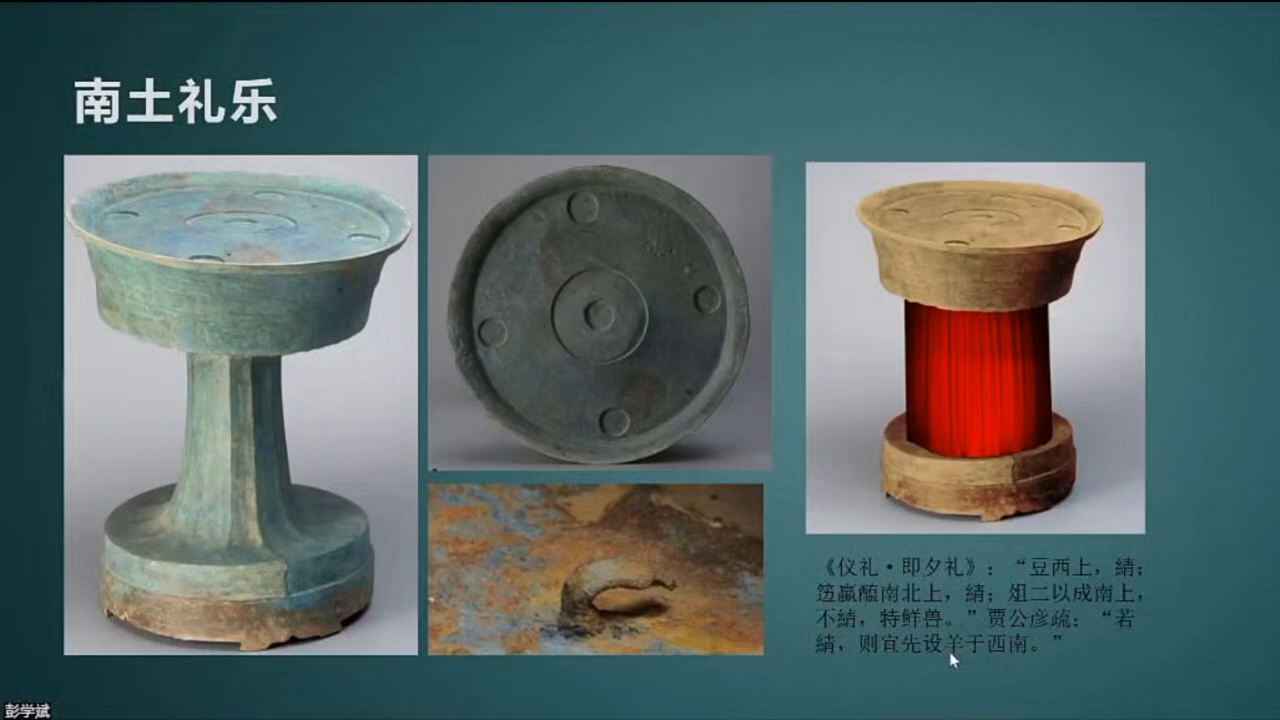 南土礼乐
《仪礼·即夕礼》：“豆西上，綪；
笾蠃醢南北上，綪；俎二以成南上，
不綪，特鲜兽。”贾公彦疏：“若
綪，则宜先设羊于西南。”
彭学斌